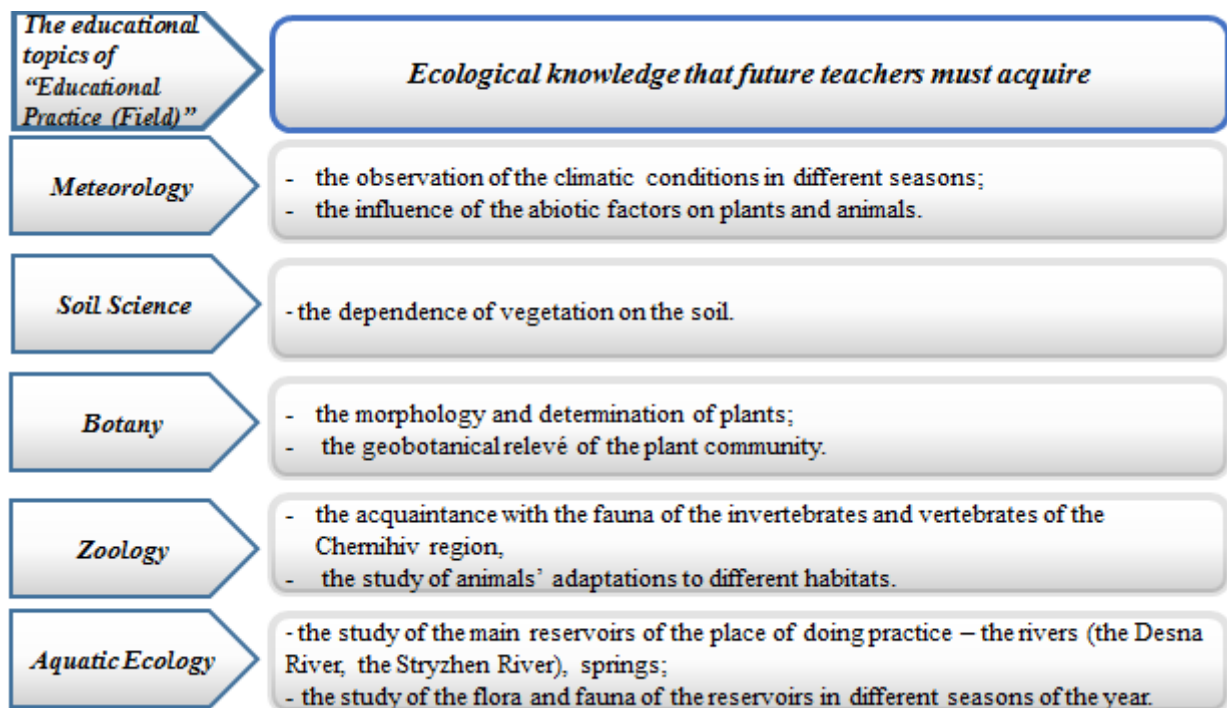 The educational
topics of
“Educational
Practice (Field)”
Ecological knowledge that future teachers must acquire
Meteorology
- the observation of the climatic conditions in different seasons;
- the influence of the abiotic factors on plants and animals.
Soil Science
- the dependence of vegetation on the soil.
Botany
- the morphology and determination of plants;
- the geobotanical relevé of the plant community.
Zoology
- the acquaintance with the fauna of the invertebrates and vertebrates of the
Chernihiv region,
- the study of animals’ adaptations to different habitats.
Aquatic Ecology
- the study of the main reservoirs of the place of doing practice – the rivers (the Desna
River, the Stryzhen River), springs;
- the study of the flora and fauna of the reservoirs in different seasons of the year.